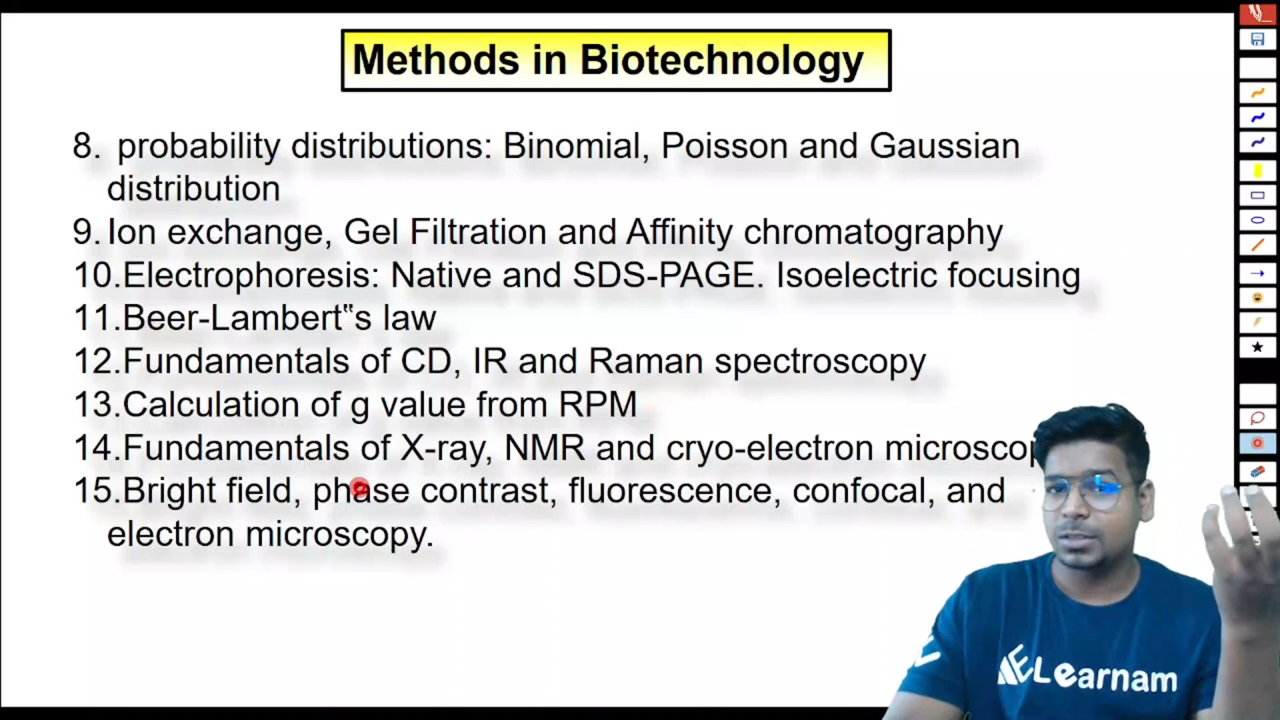 Methods in Biotechnology
8. probability distributions: Binomial, Poisson and Gaussian
distribution
9. Ion exchange, Gel Filtration and Affinity chromatography
10.Electrophoresis: Native and SDS-PAGE. Isoelectric focusing
11.Beer-Lambert‟s law
12.Fundamentals of CD, IR and Raman spectroscopy
13.Calculation of g value from RPM
14.Fundamentals of X-ray, NMR and cryo-electron microscop
15.Bright field, phase contrast, fluorescence, confocal, and
electron microscopy.
Learnam